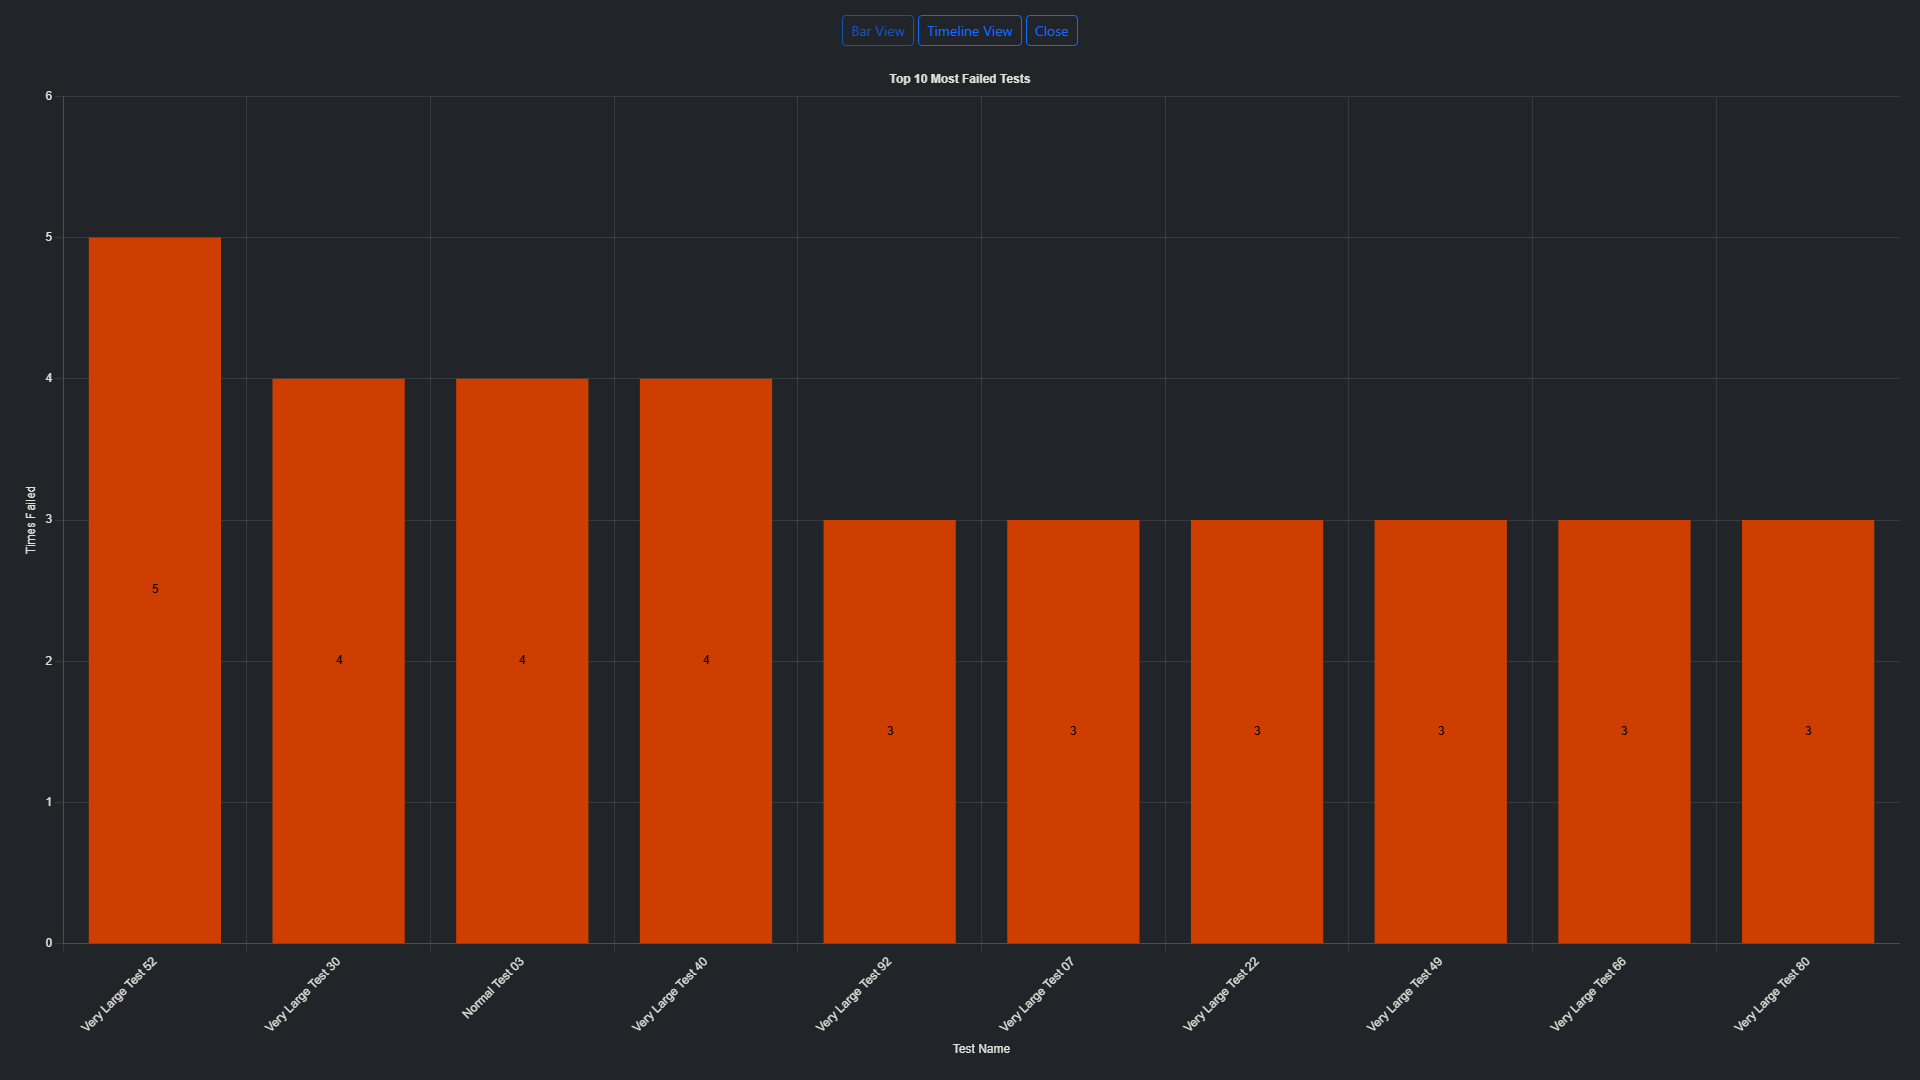 Bar View Timeline View Close
Top 10 Most Failed Tests
6
5
4
3
2
1
0
Times Failed
5
4
4
4
3
3
3
3
3
3
Very Large Test 52
Very Large Test 30
Normal Test 03
Very Large Test 40
Very Large Test 92
Very Large Test 07
Very Large Test 22
Very Large Test 49
Very Large Test 66
Very Large Test 80
Test Name